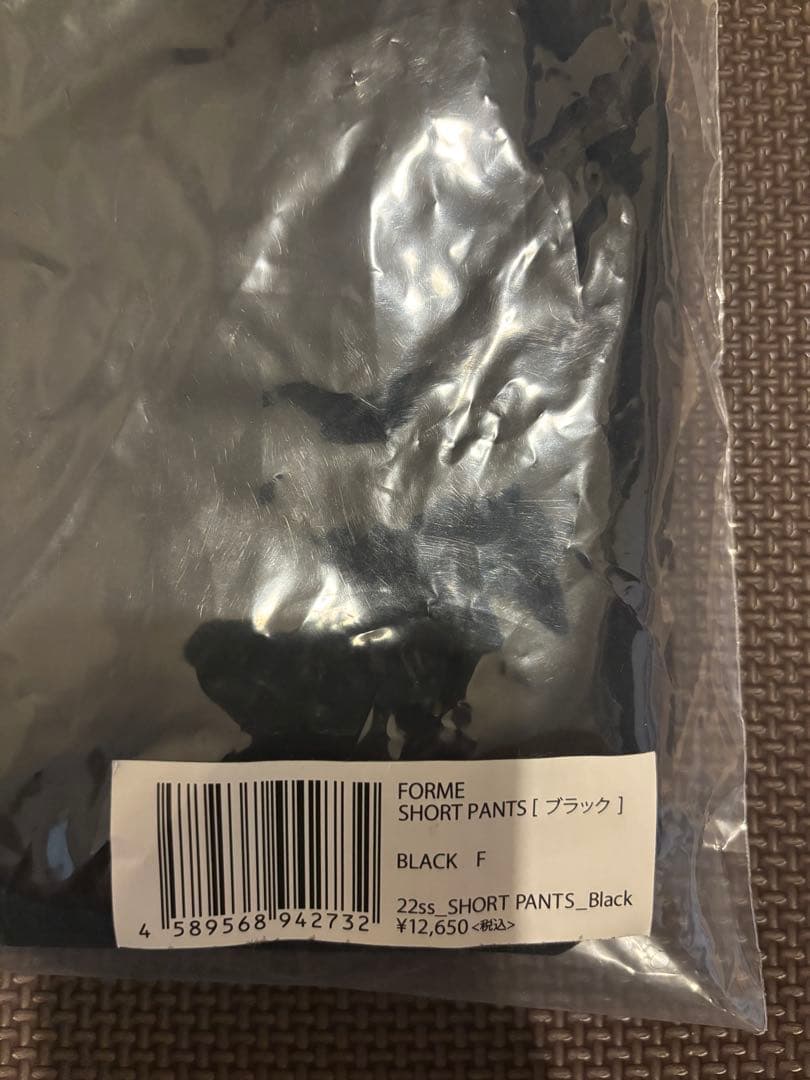 FORME
SHORT PANTS [ ブラック ]
BLACK F
22ss_SHORT PANTS_Black
¥12,650<税込>
4 589568 942732